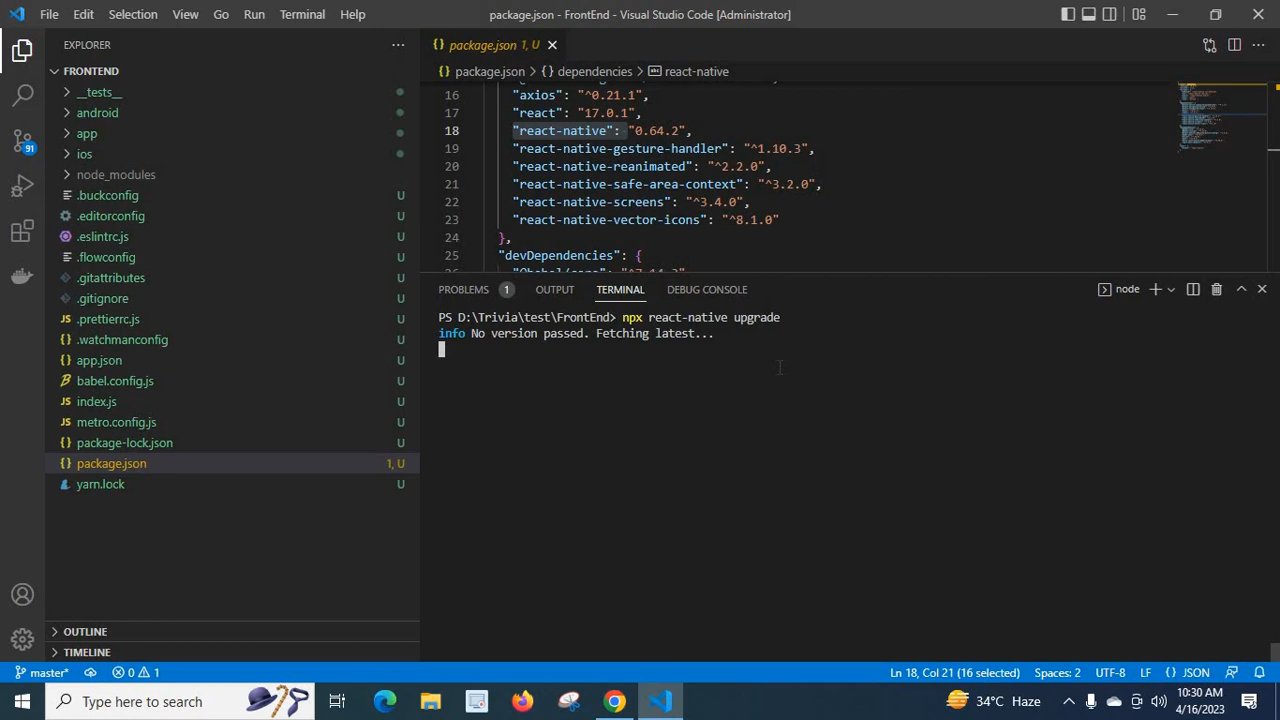 File Edit Selection View Go Run Terminal Help
package.json - FrontEnd - Visual Studio Code [Administrator]
EXPLORER
FRONTEND
__tests__
android
app
ios
node_modules
.buckconfig U
.editorconfig U
.eslintrc.js U
.flowconfig U
.gitattributes U
.gitignore U
.prettierrc.js U
.watchmanconfig U
app.json U
babel.config.js U
index.js U
metro.config.js U
package-lock.json U
package.json 1, U
yarn.lock U
OUTLINE
TIMELINE
91
package.json 1, U
package.json > {} dependencies > react-native
16 "axios": "^0.21.1",
17 "react": "17.0.1",
18 "react-native": "0.64.2",
19 "react-native-gesture-handler": "^1.10.3",
20 "react-native-reanimated": "^2.2.0",
21 "react-native-safe-area-context": "^3.2.0",
22 "react-native-screens": "^3.4.0",
23 "react-native-vector-icons": "^8.1.0"
24 },
25 "devDependencies": {
PROBLEMS 1 OUTPUT TERMINAL DEBUG CONSOLE
node
PS D:\Trivia\test\FrontEnd> npx react-native upgrade
info No version passed. Fetching latest...
master* 0 1
Ln 18, Col 21 (16 selected) Spaces: 2 UTF-8 LF {} JSON
Type here to search
34°C Haze
10:30 AM
4/16/2023